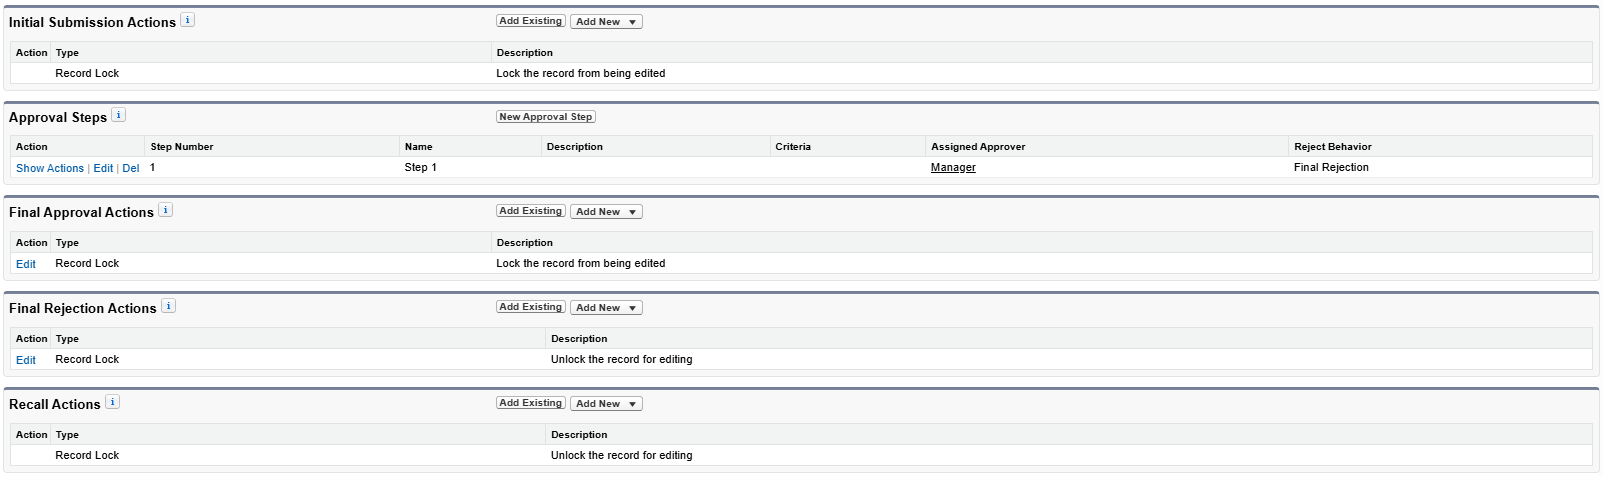 Initial Submission Actions i Add Existing Add New
Action Type Description
Record Lock Lock the record from being edited
Approval Steps i New Approval Step
Action Step Number Name Description Criteria Assigned Approver Reject Behavior
Show Actions | Edit | Del 1 Step 1 Manager Final Rejection
Final Approval Actions i Add Existing Add New
Action Type Description
Edit Record Lock Lock the record from being edited
Final Rejection Actions i Add Existing Add New
Action Type Description
Edit Record Lock Unlock the record for editing
Recall Actions i Add Existing Add New
Action Type Description
Record Lock Unlock the record for editing